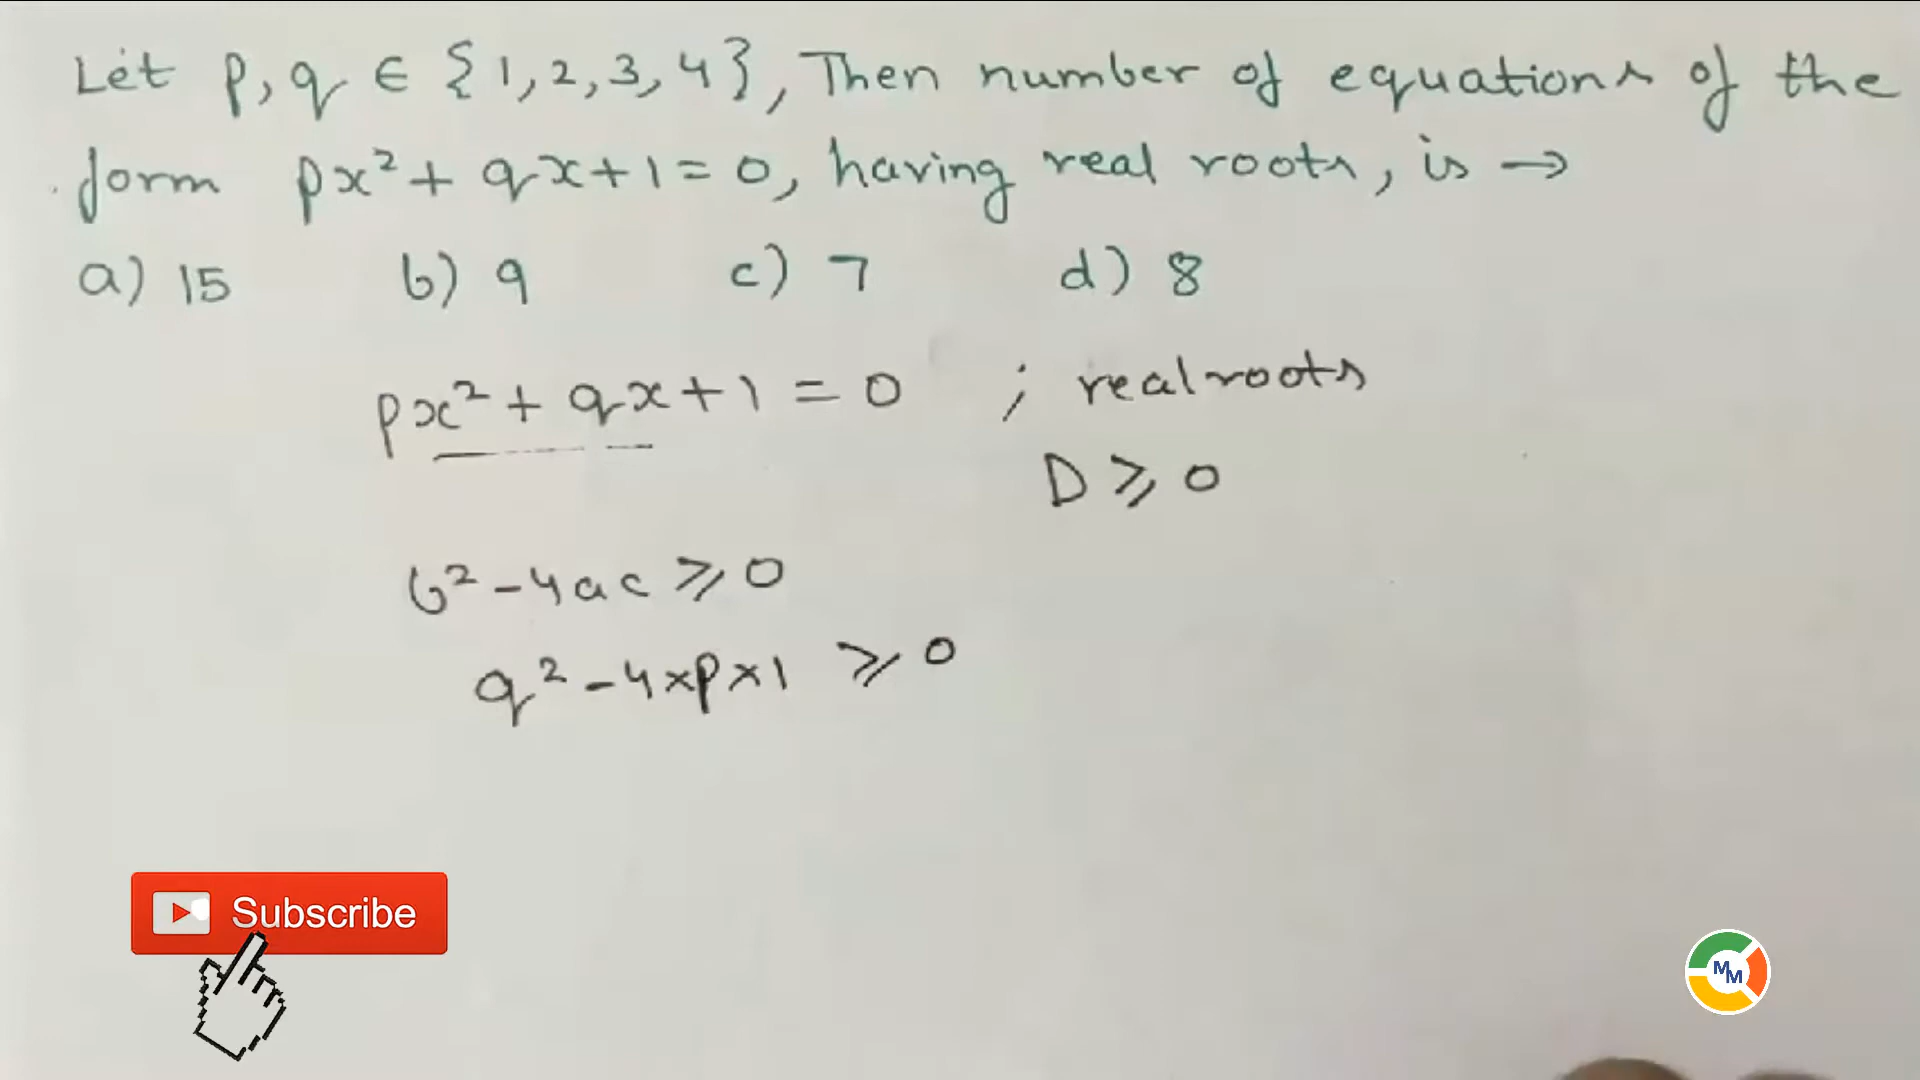 Let p, q ∈ {1, 2, 3, 4}, Then number of equations of the
form px² + qx + 1 = 0, having real roots, is →
a) 15 b) 9 c) 7 d) 8
px² + qx + 1 = 0 ; real roots
D ≥ 0
b² - 4ac ≥ 0
q² - 4 × p × 1 ≥ 0
Subscribe
MM